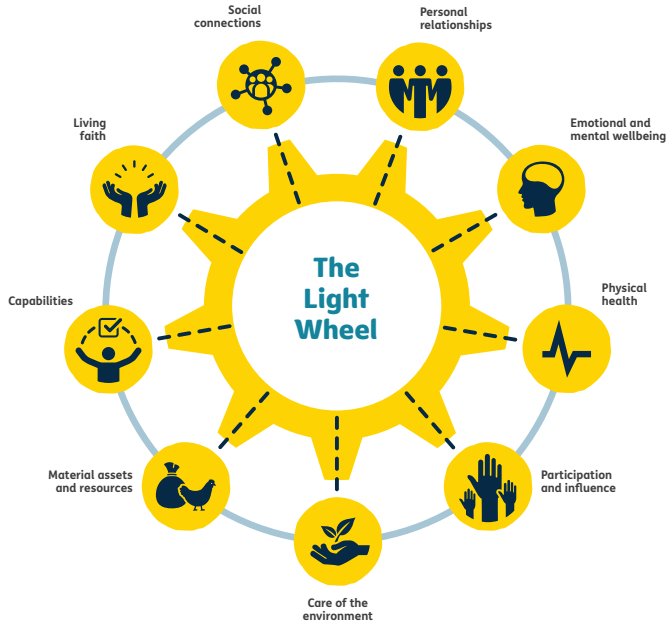 Social
connections
Personal
relationships
Emotional and
mental wellbeing
Living
faith
The
Light
Wheel
Physical
health
Capabilities
Material assets
and resources
Participation
and influence
Care of the
environment